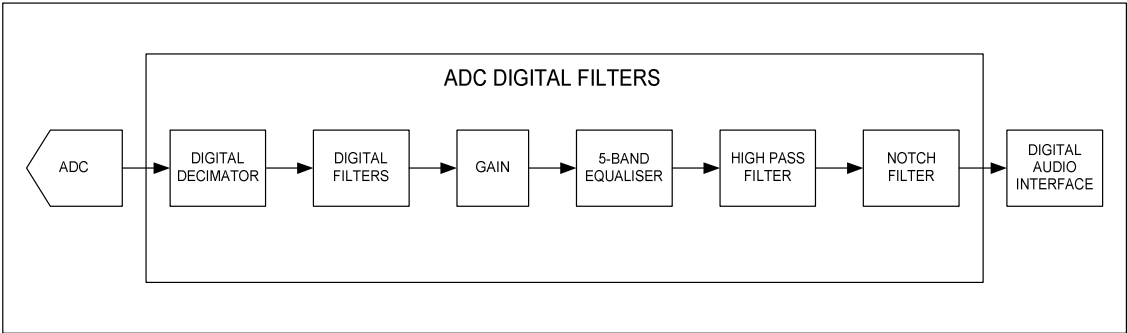 ADC DIGITAL FILTERS
ADC
DIGITAL
DECIMATOR
DIGITAL
FILTERS
GAIN
5-BAND
EQUALISER
HIGH PASS
FILTER
NOTCH
FILTER
DIGITAL
AUDIO
INTERFACE